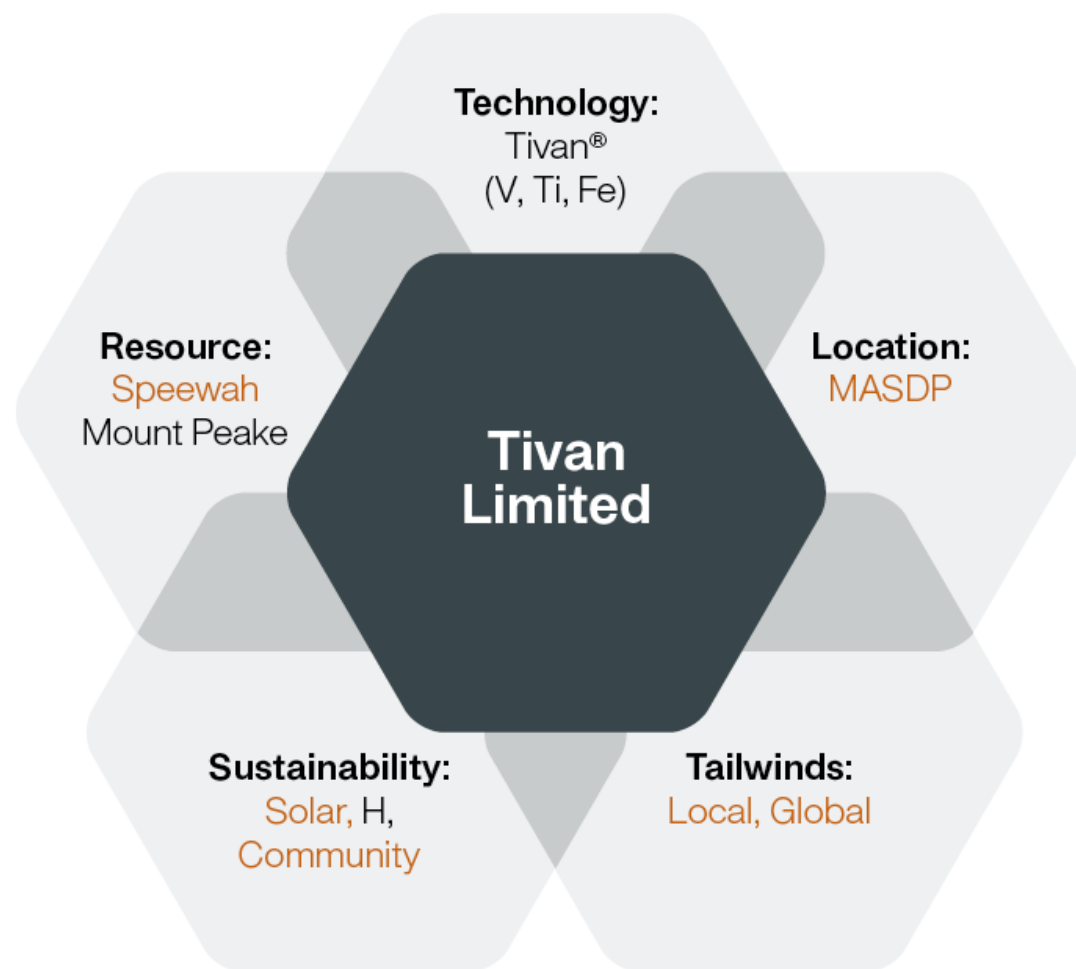 Technology:
Tivan®
(V, Ti, Fe)
Resource:
Speewah
Mount Peake
Location:
MASDP
Tivan
Limited
Sustainability:
Solar, H,
Community
Tailwinds:
Local, Global